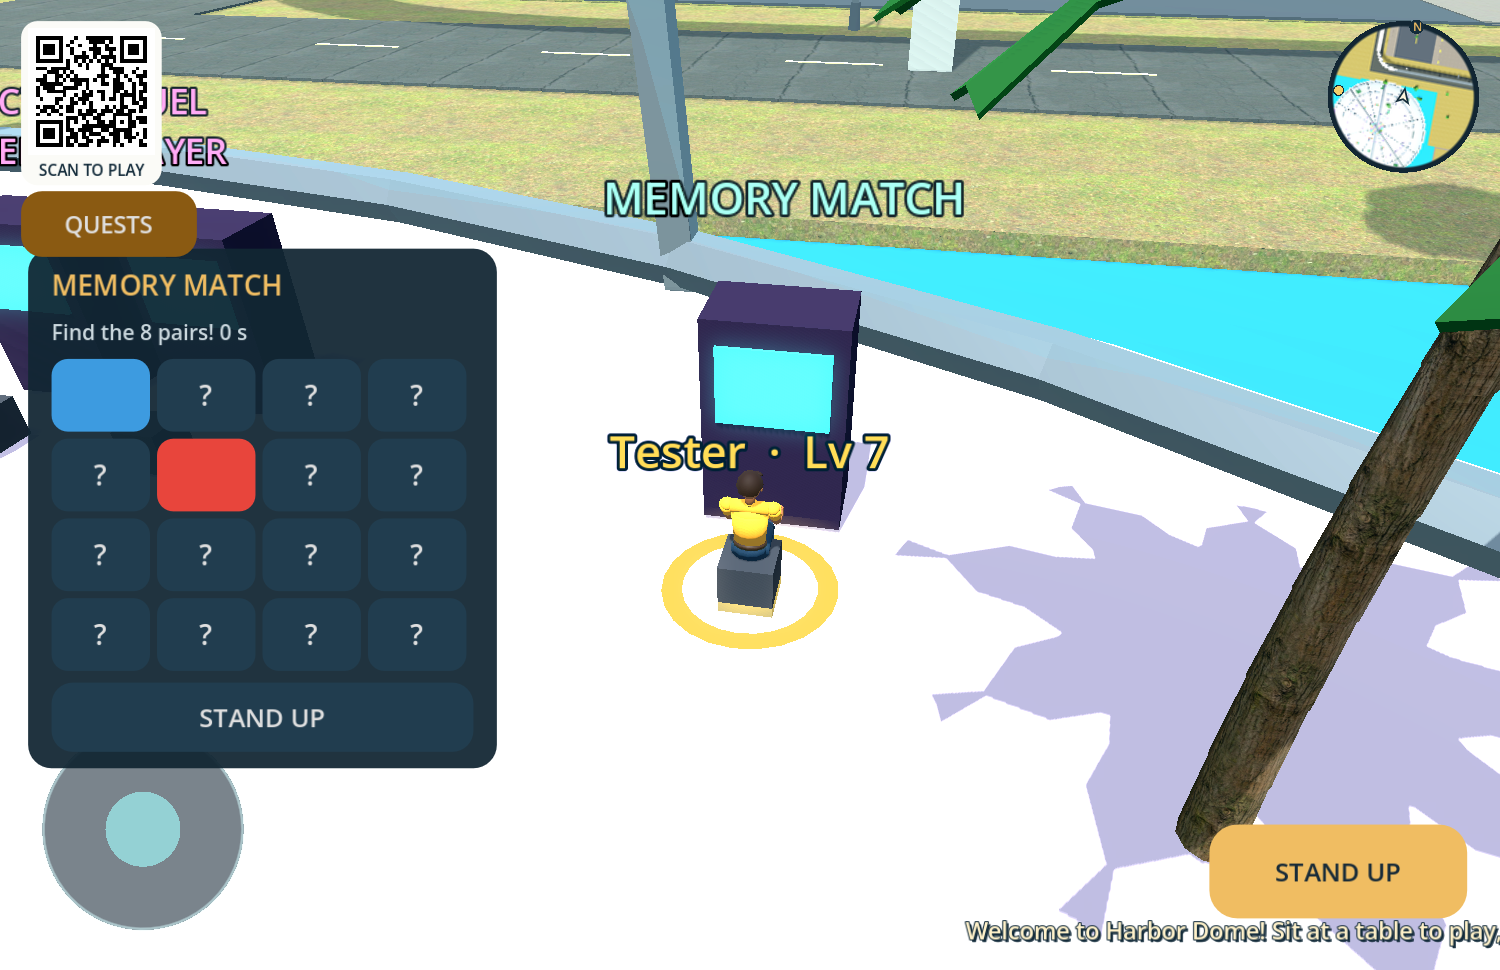 SCAN TO PLAY
QUESTS
MEMORY MATCH
Find the 8 pairs! 0 s
? ? ?
? ? ?
? ? ? ?
? ? ? ?
STAND UP
MEMORY MATCH
Tester · Lv 7
N
STAND UP
Welcome to Harbor Dome! Sit at a table to play,